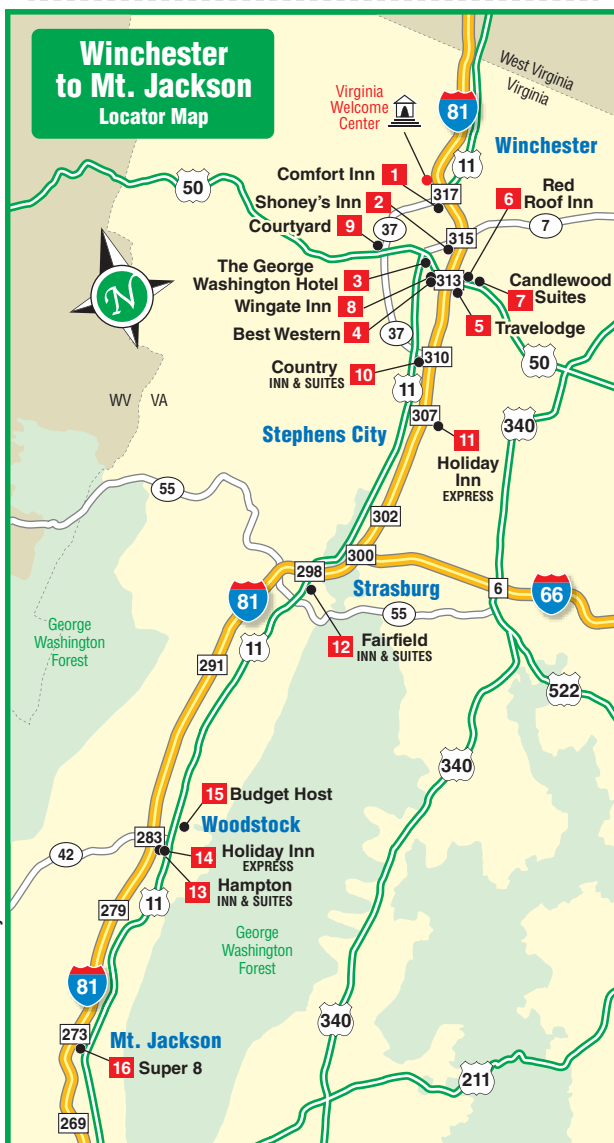 Winchester
to Mt. Jackson
Locator Map
West Virginia
Virginia
Virginia
Welcome
Center
81
11
Winchester
Comfort Inn 1
317
6 Red
Roof Inn
50
Shoney's Inn 2
37
7
Courtyard 9
315
The George
Washington Hotel
3
313
Candlewood
Suites
7
Wingate Inn 8
5 Travelodge
Best Western 4
37
310
50
Country
INN & SUITES
10
WV VA
11
307
340
Stephens City
11
Holiday
Inn
EXPRESS
55
302
300
298
Strasburg
81
6
66
55
George
Washington
Forest
11
12 Fairfield
INN & SUITES
291
522
340
15 Budget Host
Woodstock
283
42
14 Holiday Inn
EXPRESS
13 Hampton
INN & SUITES
11
279
George
Washington
Forest
81
340
273
Mt. Jackson
16 Super 8
211
269
N